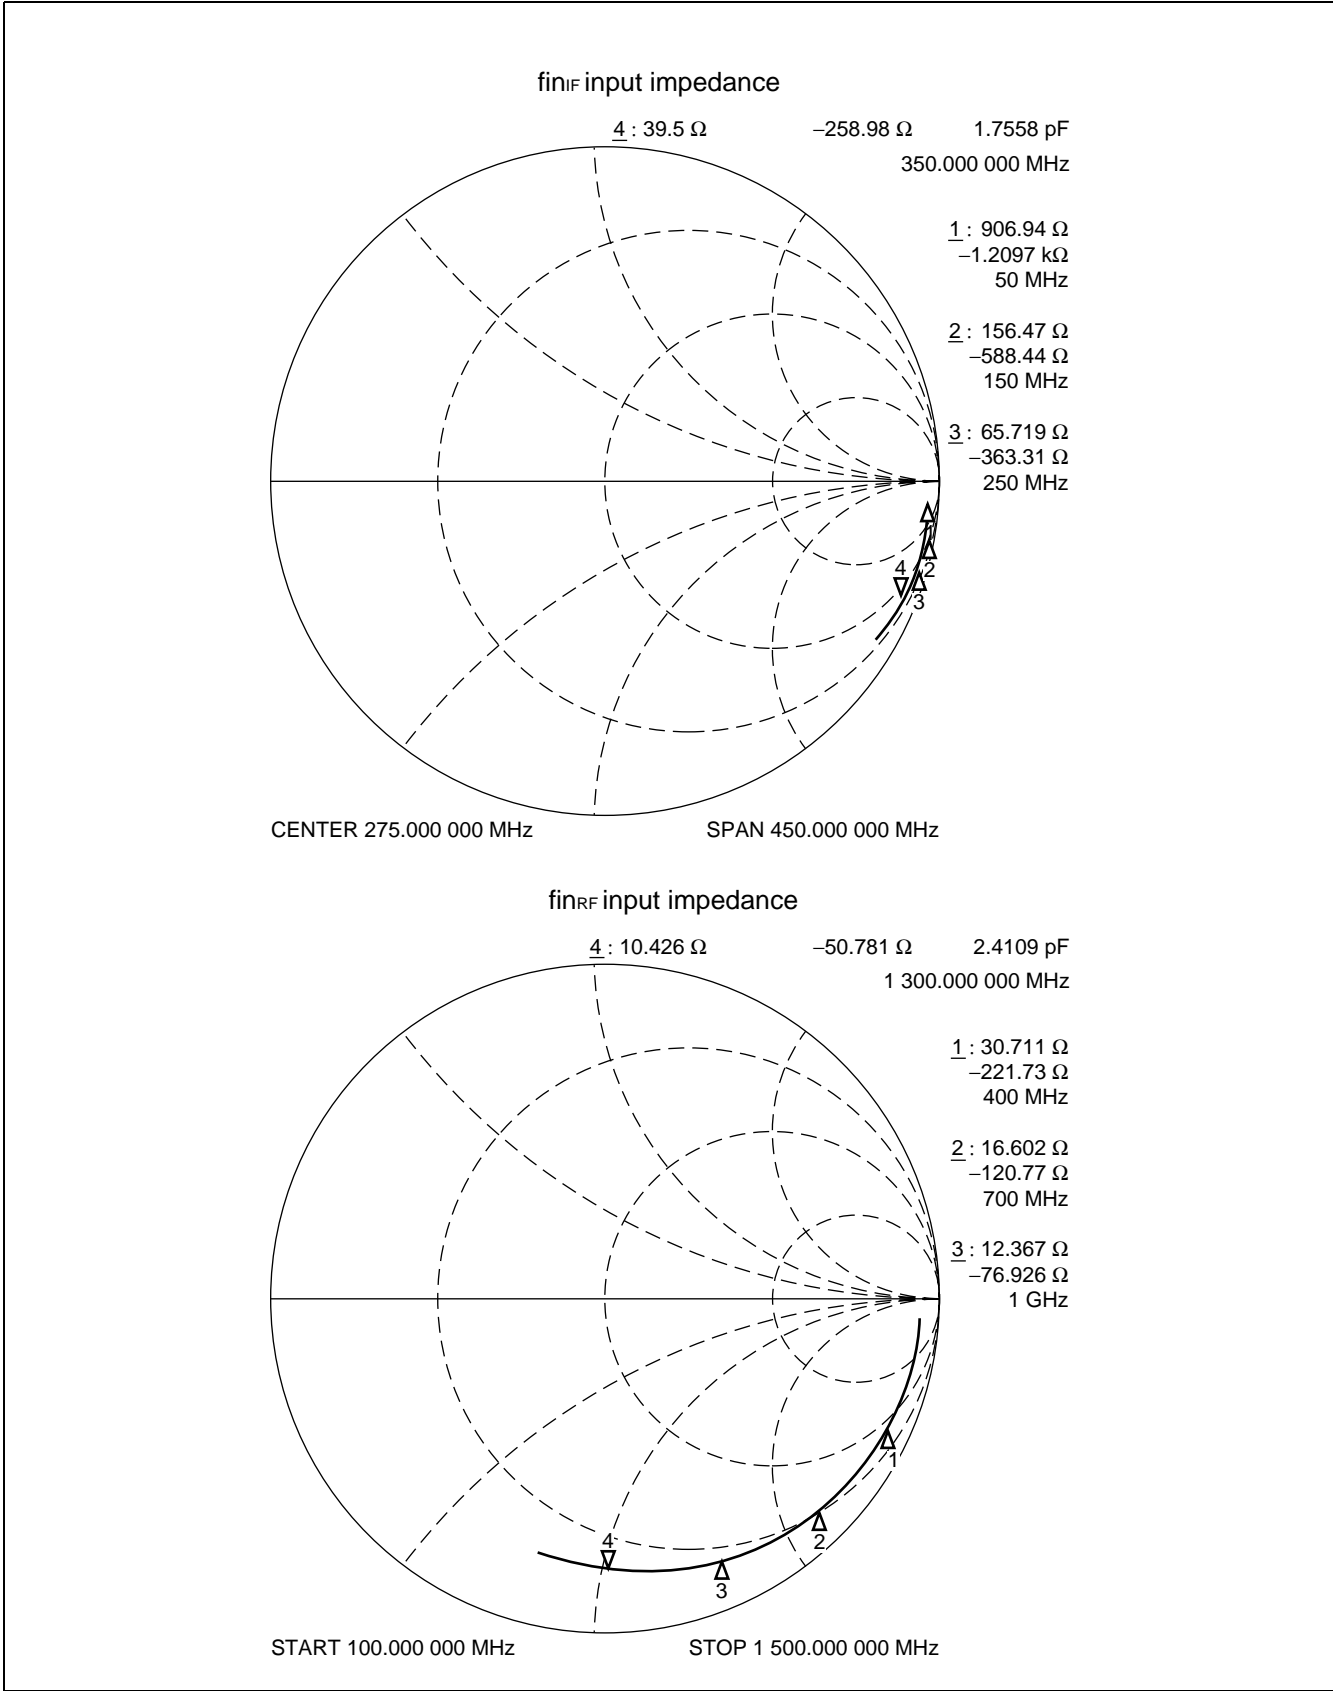 finIF input impedance
4 : 39.5 Ω −258.98 Ω 1.7558 pF
350.000 000 MHz
1 : 906.94 Ω
−1.2097 kΩ
50 MHz
2 : 156.47 Ω
−588.44 Ω
150 MHz
3 : 65.719 Ω
−363.31 Ω
250 MHz
1
4
2
3
CENTER 275.000 000 MHz SPAN 450.000 000 MHz
finRF input impedance
4 : 10.426 Ω −50.781 Ω 2.4109 pF
1 300.000 000 MHz
1 : 30.711 Ω
−221.73 Ω
400 MHz
2 : 16.602 Ω
−120.77 Ω
700 MHz
3 : 12.367 Ω
−76.926 Ω
1 GHz
1
4
2
3
START 100.000 000 MHz STOP 1 500.000 000 MHz